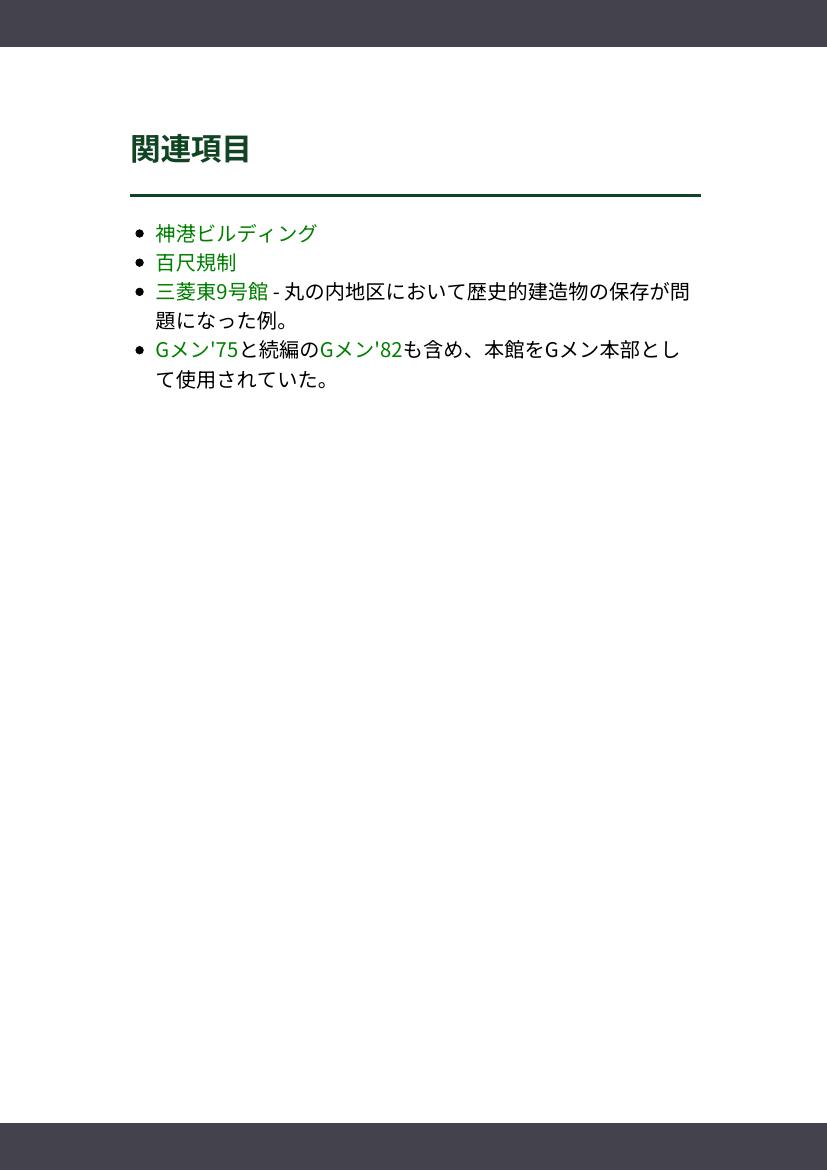 関連項目
神港ビルディング
百尺規制
三菱東9号館 - 丸の内地区において歴史的建造物の保存が問
題になった例。
Gメン'75と続編のGメン'82も含め、本館をGメン本部とし
て使用されていた。